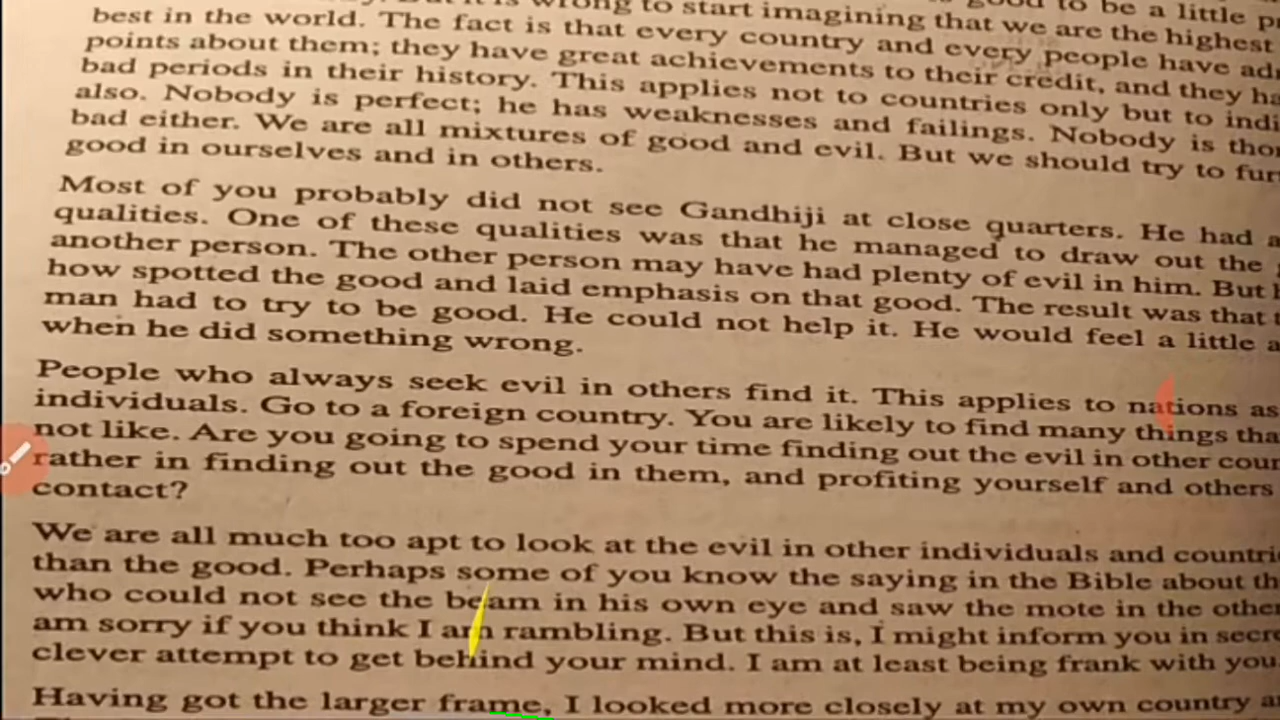 wrong to start imagining that we are the highest
best in the world. The fact is that every country and every people have
points about them; they have great achievements to their credit, and they
bad periods in their history. This applies not to countries only but to
also. Nobody is perfect; he has weaknesses and failings. Nobody is
bad either. We are all mixtures of good and evil. But we should try to
good in ourselves and in others.
Most of you probably did not see Gandhiji at close quarters. He had
qualities. One of these qualities was that he managed to draw out the
another person. The other person may have had plenty of evil in him. But
how spotted the good and laid emphasis on that good. The result was that
man had to try to be good. He could not help it. He would feel a little
when he did something wrong.
People who always seek evil in others find it. This applies to nations as
individuals. Go to a foreign country. You are likely to find many things
not like. Are you going to spend your time finding out the evil in other
rather in finding out the good in them, and profiting yourself and others
contact?
We are all much too apt to look at the evil in other individuals and
than the good. Perhaps some of you know the saying in the Bible about
who could not see the beam in his own eye and saw the mote in the
am sorry if you think I am rambling. But this is, I might inform you in
clever attempt to get behind your mind. I am at least being frank with you
Having got the larger frame, I looked more closely at my own country